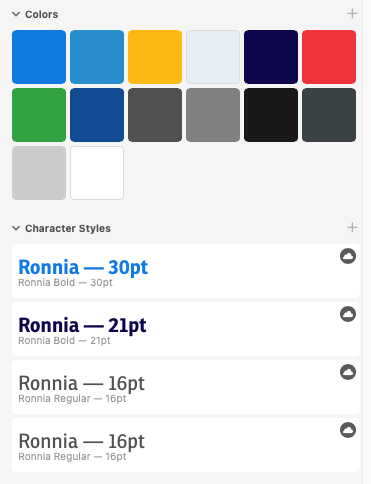 Colors
Character Styles
Ronnia — 30pt
Ronnia Bold — 30pt
Ronnia — 21pt
Ronnia Bold — 21pt
Ronnia — 16pt
Ronnia Regular — 16pt
Ronnia — 16pt
Ronnia Regular — 16pt